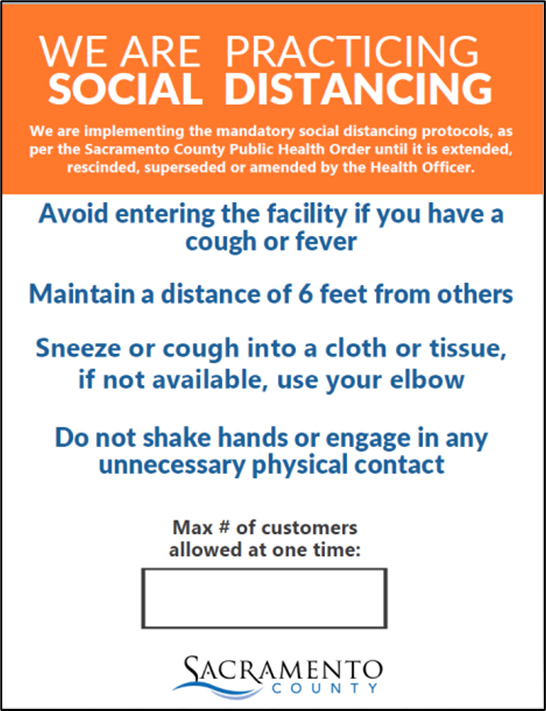 WE ARE PRACTICING
SOCIAL DISTANCING
We are implementing the mandatory social distancing protocols, as
per the Sacramento County Public Health Order until it is extended,
rescinded, superseded or amended by the Health Officer.
Avoid entering the facility if you have a
cough or fever
Maintain a distance of 6 feet from others
Sneeze or cough into a cloth or tissue,
if not available, use your elbow
Do not shake hands or engage in any
unnecessary physical contact
Max # of customers
allowed at one time:
SACRAMENTO
COUNTY